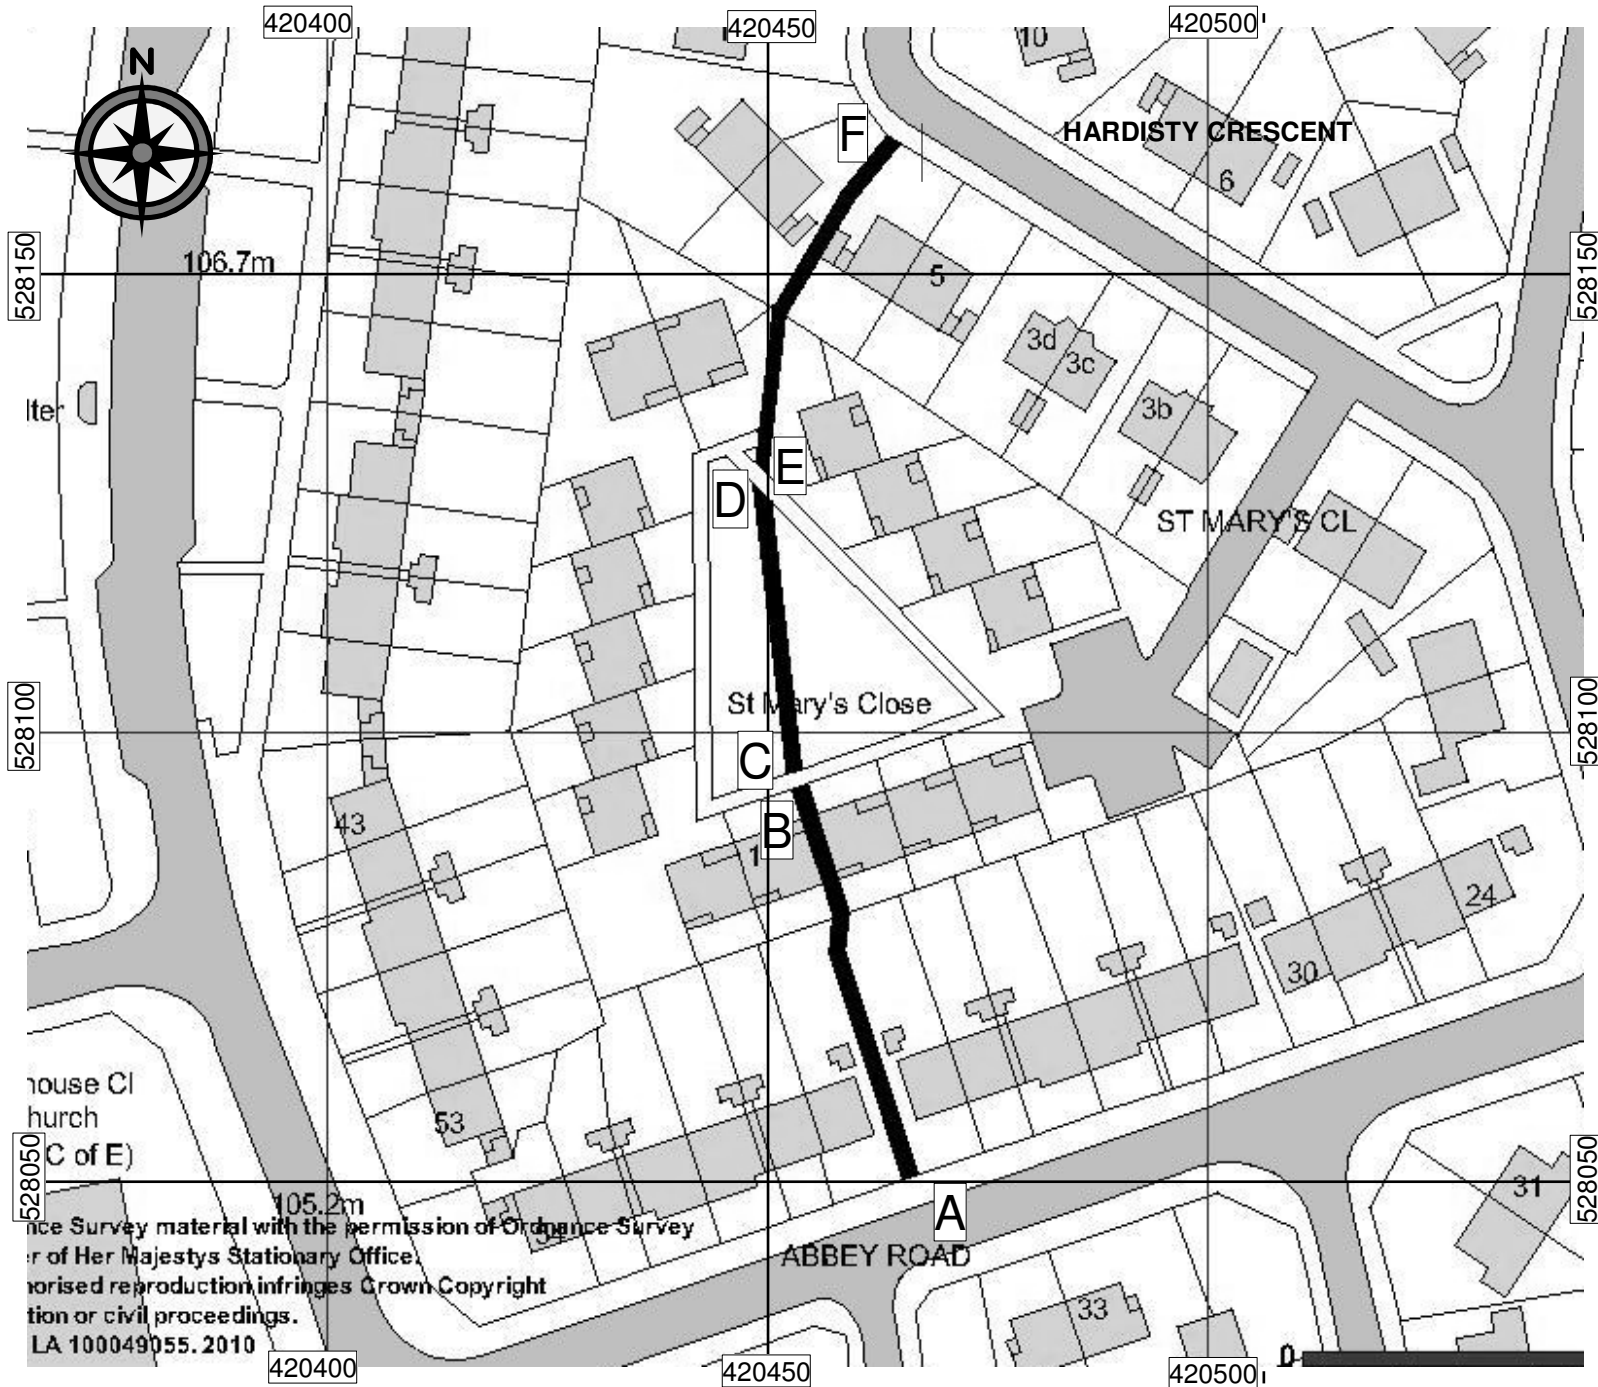 420400
420450
420500
N
10
F
HARDISTY CRESCENT
6
528150
106.7m
528150
5
3d
3c
3b
lter
E
D
ST MARY'S CL
528100
St Mary's Close
528100
C
43
B
1
24
30
house Cl
hurch
(C of E)
53
528050
528050
31
A
105.2m
nce Survey material with the permission of Ordnance Survey
er of Her Majestys Stationary Office.
ABBEY ROAD
horised reproduction infringes Crown Copyright
tion or civil proceedings.
33
LA 100049055. 2010
0
420400
420450
420500